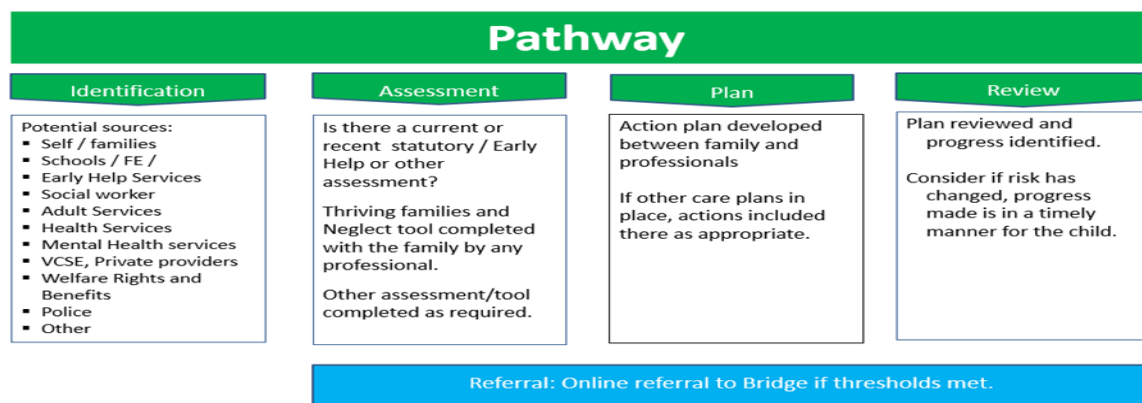 Pathway
Identification
Potential sources:
▪ Self / families
▪ Schools / FE /
▪ Early Help Services
▪ Social worker
▪ Adult Services
▪ Health Services
▪ Mental Health services
▪ VCSE, Private providers
▪ Welfare Rights and
Benefits
▪ Police
▪ Other
Assessment
Is there a current or
recent statutory / Early
Help or other
assessment?
Thriving families and
Neglect tool completed
with the family by any
professional.
Other assessment/tool
completed as required.
Plan
Action plan developed
between family and
professionals
If other care plans in
place, actions included
there as appropriate.
Review
Plan reviewed and
progress identified.
Consider if risk has
changed, progress
made is in a timely
manner for the child.
Referral: Online referral to Bridge if thresholds met.